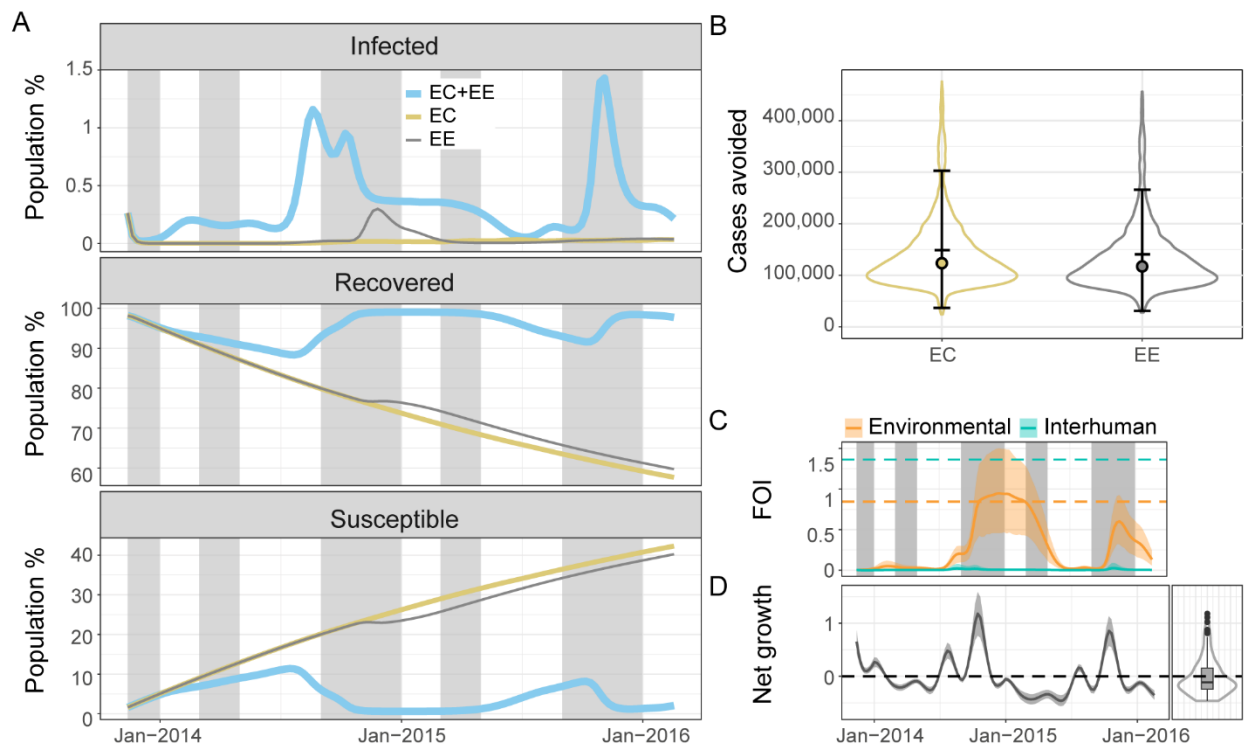 A
Infected
Population %
1.5
1
0.5
0
EC+EE
EC
EE
Recovered
Population %
100
90
80
70
60
Susceptible
Population %
40
30
20
10
0
Jan−2014
Jan−2015
Jan−2016
B
Cases avoided
400,000
300,000
200,000
100,000
0
EC
EE
C
Environmental
Interhuman
FOI
1.5
1
0.5
0
D
Net growth
1
0
Jan−2014
Jan−2015
Jan−2016